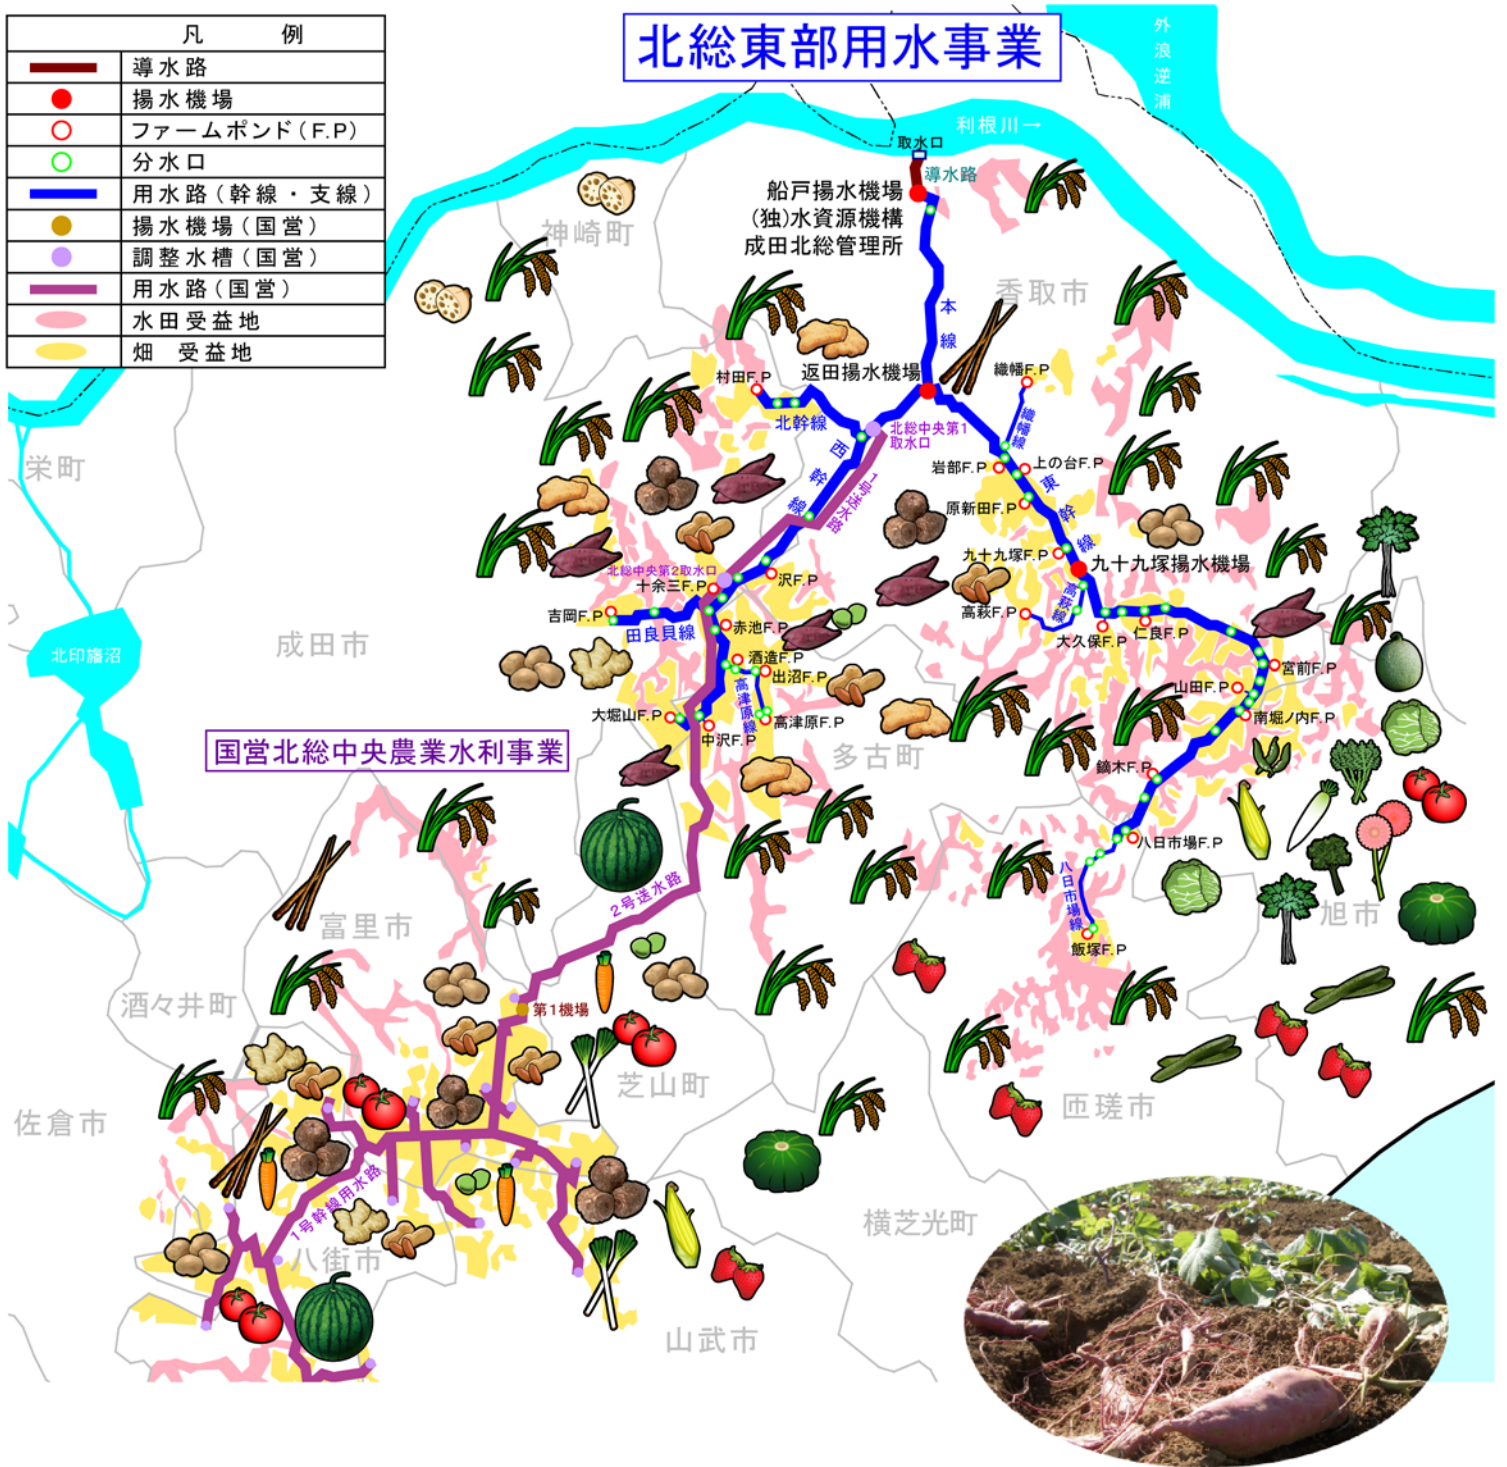 北総東部用水事業
凡 例
導水路
揚水機場
ファームポンド(F.P)
分水口
用水路(幹線・支線)
揚水機場(国営)
調整水槽(国営)
用水路(国営)
水田受益地
畑 受益地
外浪逆浦
利根川→
取水口
導水路
船戸揚水機場
(独)水資源機構
成田北総管理所
神崎町
香取市
本線
返田揚水機場
村田F.P
北幹線
織幡F.P
織幡線
北総中央第1
取水口
西幹線
1号送水路
岩部F.P
上の台F.P
原新田F.P
東幹線
九十九塚F.P
九十九塚揚水機場
高萩線
高萩F.P
大久保F.P
仁良F.P
宮前F.P
山田F.P
南堀ノ内F.P
鏑木F.P
八日市場F.P
八日市場線
飯塚F.P
栄町
成田市
北印旛沼
北総中央第2取水口
十余三F.P
沢F.P
吉岡F.P
田良貝線
赤池F.P
酒造F.P
出沼F.P
高津原線
高津原F.P
大堀山F.P
中沢F.P
多古町
国営北総中央農業水利事業
2号送水路
富里市
旭市
酒々井町
第1機場
芝山町
佐倉市
匝瑳市
1号幹線用水路
八街市
横芝光町
山武市